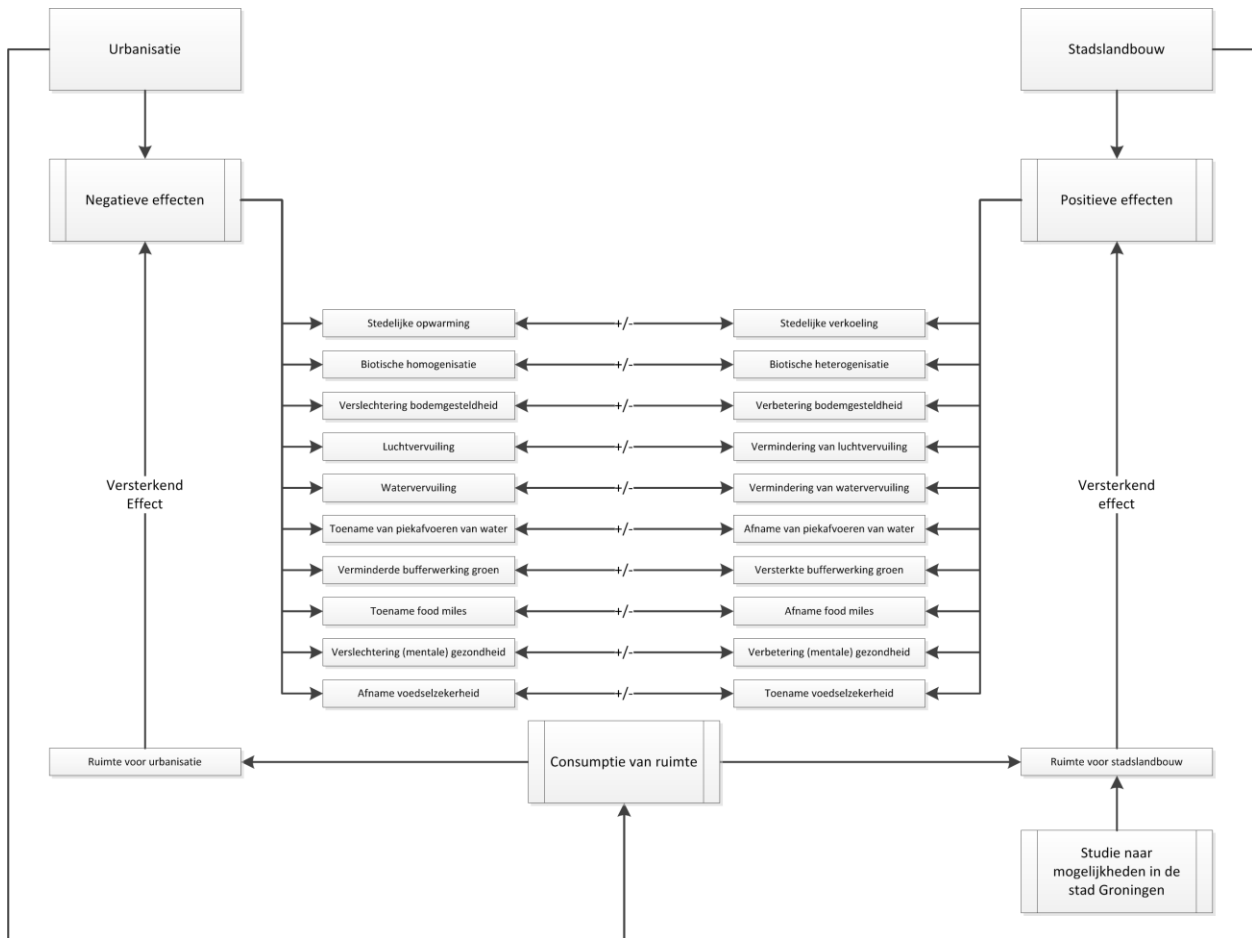 Urbanisatie
Stadslandbouw
Negatieve effecten
Positieve effecten
Stedelijke opwarming
+/-
Stedelijke verkoeling
Biotische homogenisatie
+/-
Biotische heterogenisatie
Verslechtering bodemgesteldheid
+/-
Verbetering bodemgesteldheid
Luchtvervuiling
+/-
Vermindering van luchtvervuiling
Watervervuiling
+/-
Vermindering van watervervuiling
Toename van piekafvoeren van water
+/-
Afname van piekafvoeren van water
Verminderde bufferwerking groen
+/-
Versterkte bufferwerking groen
Toename food miles
+/-
Afname food miles
Verslechtering (mentale) gezondheid
+/-
Verbetering (mentale) gezondheid
Afname voedselzekerheid
+/-
Toename voedselzekerheid
Versterkend
Effect
Versterkend
effect
Ruimte voor urbanisatie
Consumptie van ruimte
Ruimte voor stadslandbouw
Studie naar
mogelijkheden in de
stad Groningen